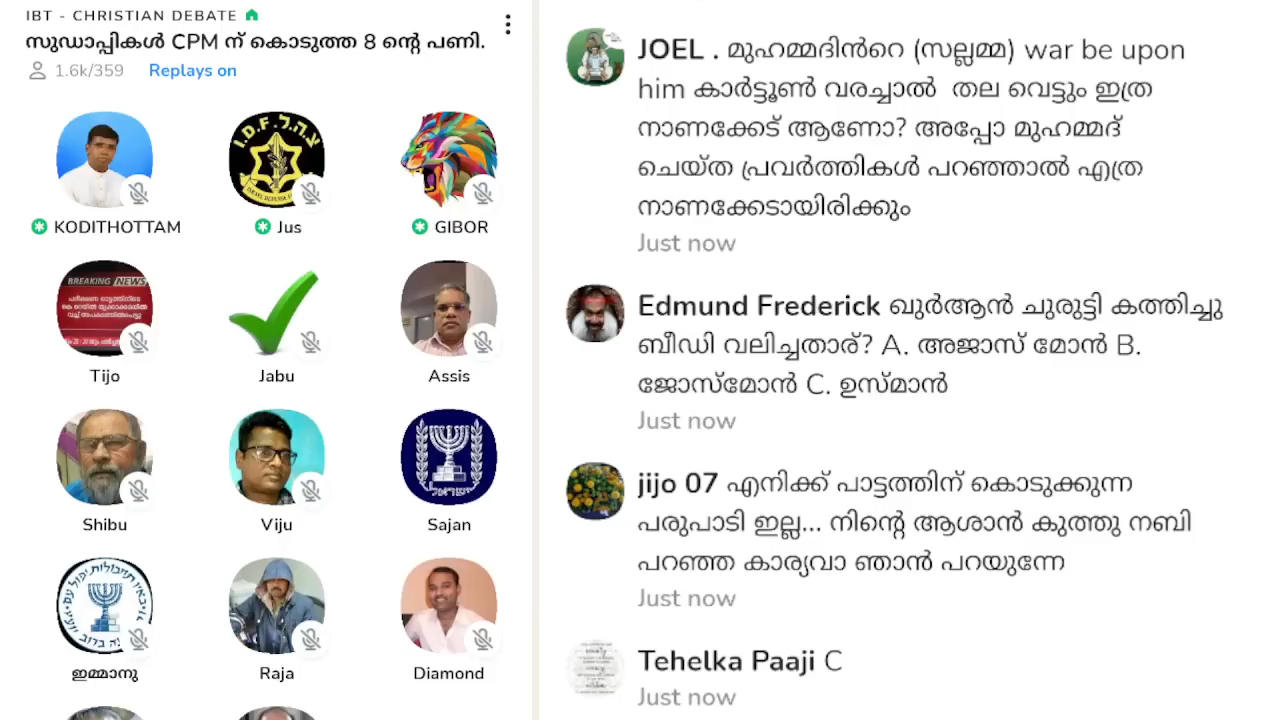 IBT - CHRISTIAN DEBATE
സുഡാപ്പികൾ CPM ന് കൊടുത്ത 8 ന്റെ പണി.
1.6k/359 Replays on
צ.ה.ל. I.D.F.
KODITHOTTAM
Jus
GIBOR
BREAKING NEWS
Tijo
Jabu
Assis
Shibu
Viju
ישראל
Sajan
ഇമ്മാനു
Raja
Diamond
JOEL . മുഹമ്മദിൻറെ (സല്ലമ്മ) war be upon
him കാർട്ടൂൺ വരച്ചാൽ തല വെട്ടും ഇത്ര
നാണക്കേട് ആണോ? അപ്പോ മുഹമ്മദ്
ചെയ്ത പ്രവർത്തികൾ പറഞ്ഞാൽ എത്ര
നാണക്കേടായിരിക്കും
Just now
Edmund Frederick ഖുർആൻ ചുരുട്ടി കത്തിച്ചു
ബീഡി വലിച്ചതാര്? A. അജാസ് മോൻ B.
ജോസ്മോൻ C. ഉസ്മാൻ
Just now
jijo 07 എനിക്ക് പാട്ടത്തിന് കൊടുക്കുന്ന
പരുപാടി ഇല്ല... നിന്റെ ആശാൻ കുത്തു നബി
പറഞ്ഞ കാര്യവാ ഞാൻ പറയുന്നേ
Just now
Tehelka Paaji C
Just now